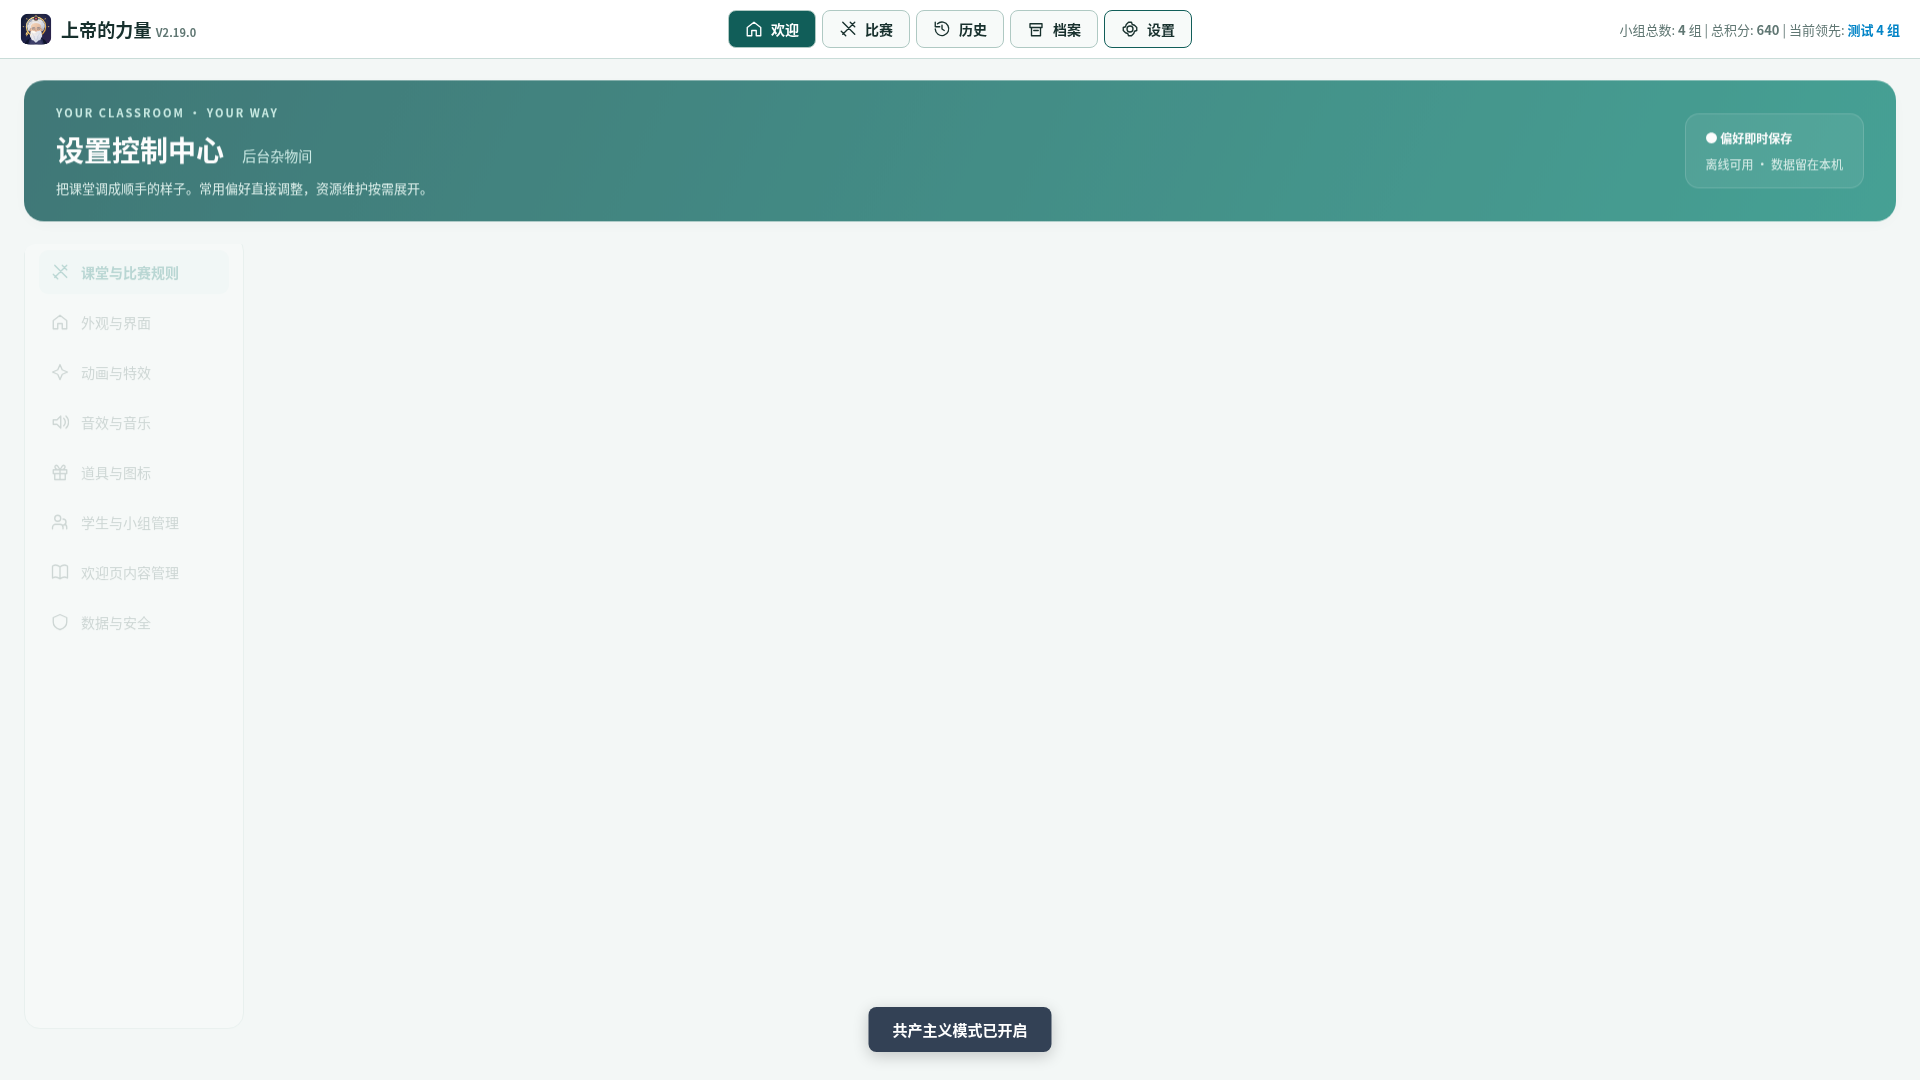 上帝的力量 V2.19.0
欢迎
比赛
历史
档案
设置
小组总数: 4 组 | 总积分: 640 | 当前领先: 测试 4 组
YOUR CLASSROOM · YOUR WAY
设置控制中心 后台杂物间
把课堂调成顺手的样子。常用偏好直接调整，资源维护按需展开。
偏好即时保存
离线可用 · 数据留在本机
课堂与比赛规则
外观与界面
动画与特效
音效与音乐
道具与图标
学生与小组管理
欢迎页内容管理
数据与安全
共产主义模式已开启